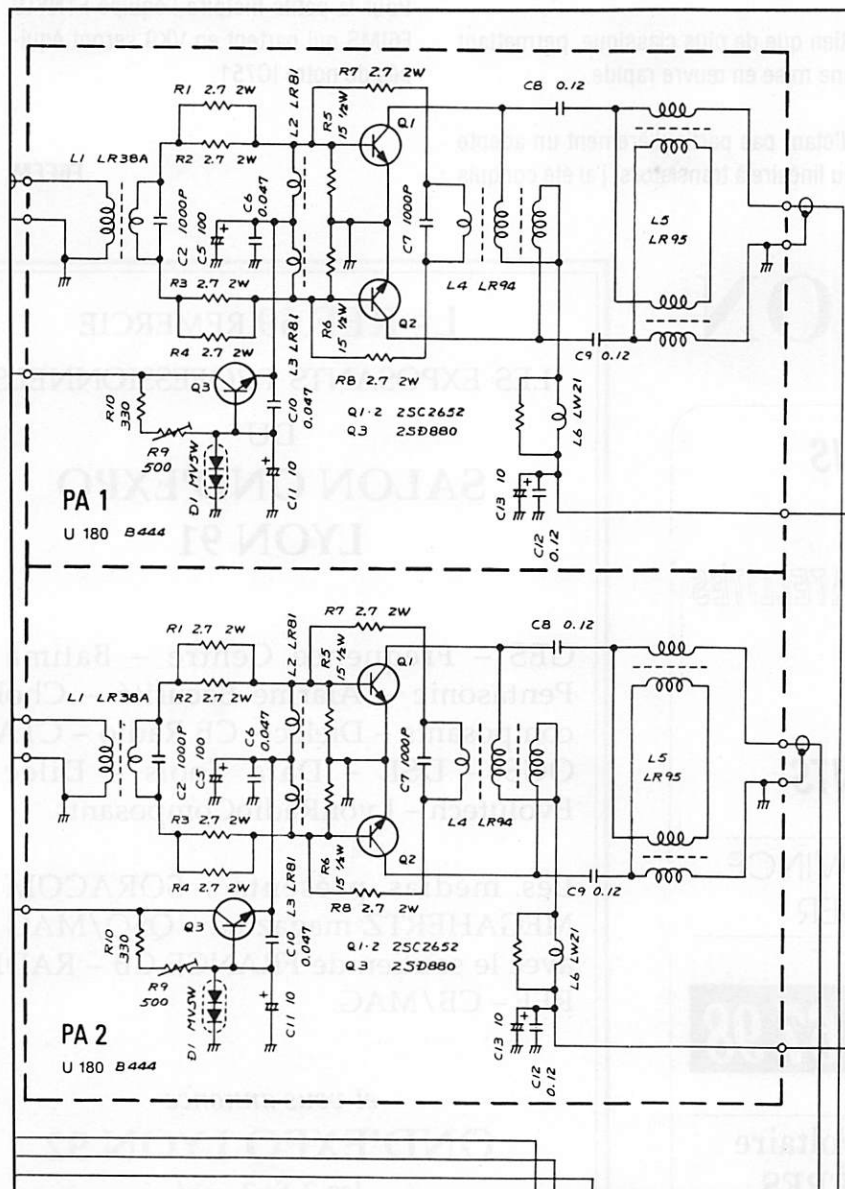 R7 2.7 2W
C8 0.12
R1 2.7 2W
L2 LR81
R5
15 ½W
Q1
R2 2.7 2W
L1 LR38A
C2 1000P
C5 100
C6
0.047
C7 1000P
L5
LR95
R3 2.7 2W
L4 LR94
R6
15 ½W
Q2
R4 2.7 2W
L3 LR81
C9 0.12
Q3
R8 2.7 2W
R10
330
C10
0.047
Q1·2 2SC2652
Q3 2SD880
L6 LW21
R9
500
D1 MV5W
C11 10
C13 10
C12
0.12
PA 1
U 180 B444
R7 2.7 2W
C8 0.12
R1 2.7 2W
L2 LR81
R5
15 ½W
Q1
L1 LR38A
R2 2.7 2W
C2 1000P
C5 100
C6
0.047
C7 1000P
L5
LR95
R3 2.7 2W
L4 LR94
R6
15 ½W
Q2
R4 2.7 2W
L3 LR81
C9 0.12
Q3
R8 2.7 2W
R10
330
C10
0.047
Q1·2 2SC2652
Q3 2SD880
L6 LW21
R9
500
D1 MV5W
C11 10
C13 10
C12
0.12
PA 2
U 180 B444